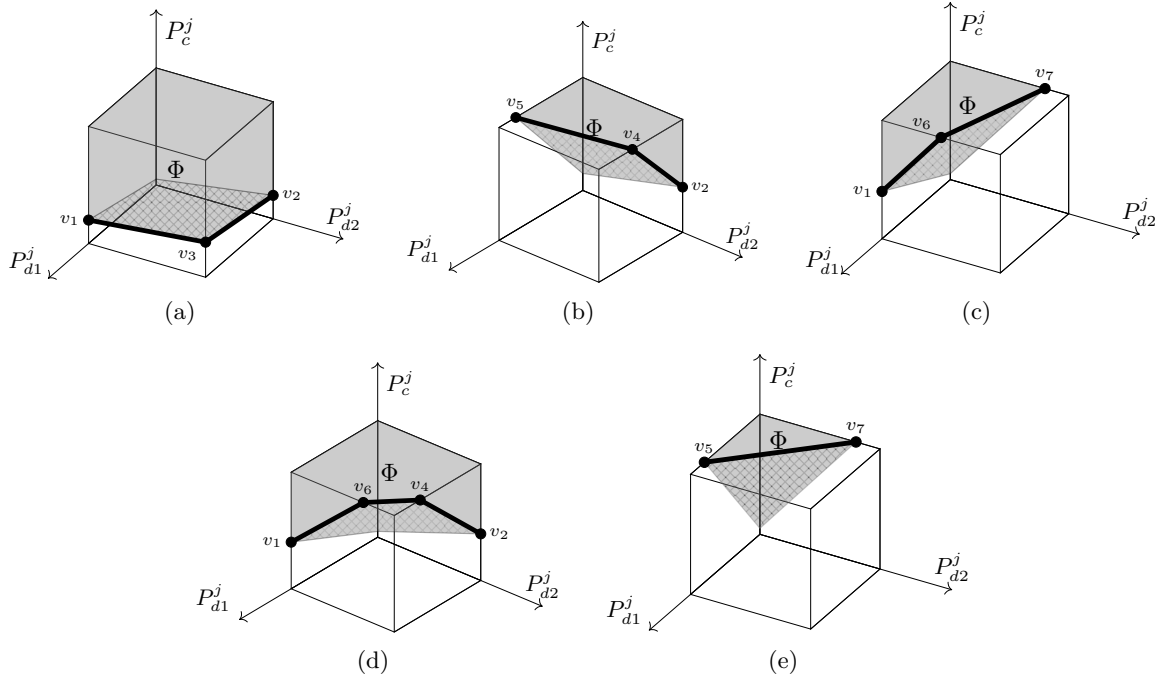 P_c^j
Φ
v_1
v_3
v_2
P_{d1}^j
P_{d2}^j
(a)
P_c^j
v_5
Φ
v_4
v_2
P_{d1}^j
P_{d2}^j
(b)
P_c^j
v_7
Φ
v_6
v_1
P_{d1}^j
P_{d2}^j
(c)
P_c^j
Φ
v_6
v_4
v_1
v_2
P_{d1}^j
P_{d2}^j
(d)
P_c^j
v_7
v_5
Φ
P_{d1}^j
P_{d2}^j
(e)